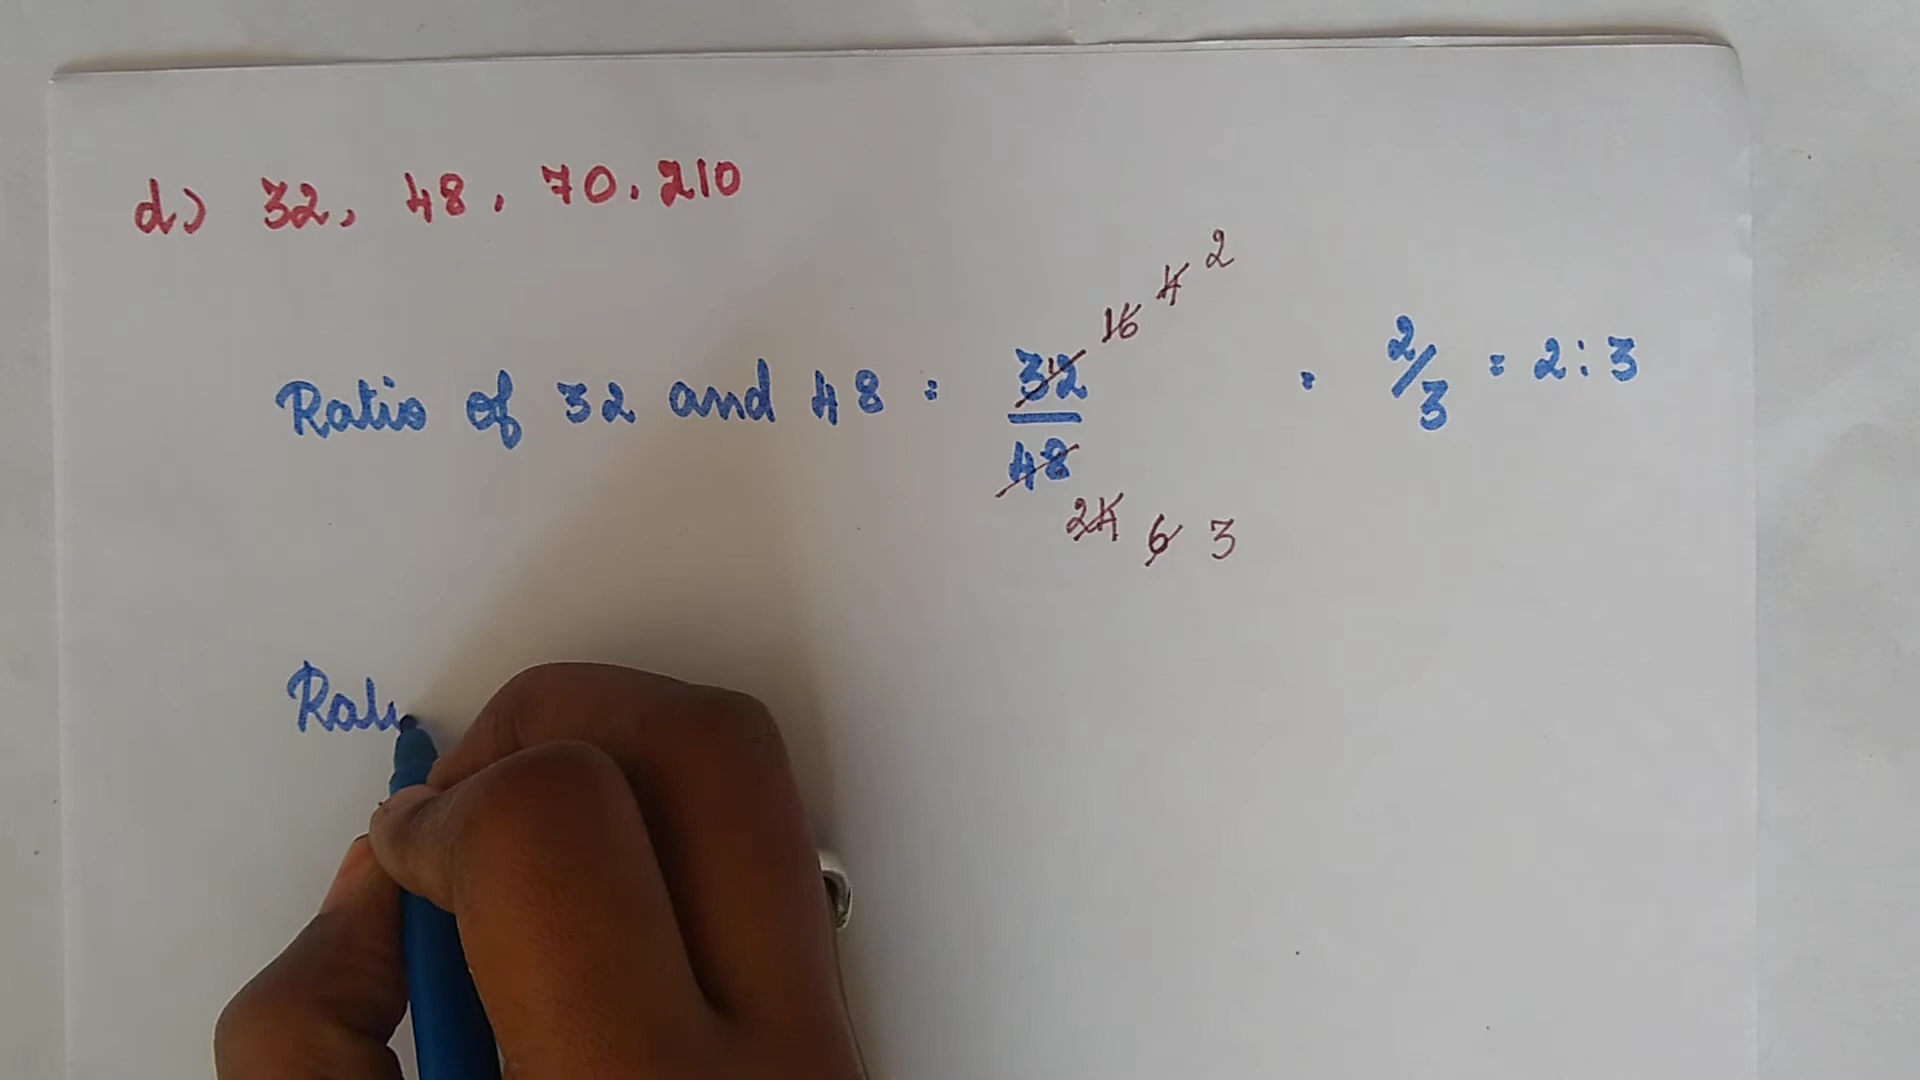 d) 32, 48, 70, 210
Ratio of 32 and 48 = 32/48 = 2/3 = 2:3
16 4 2
24 6 3